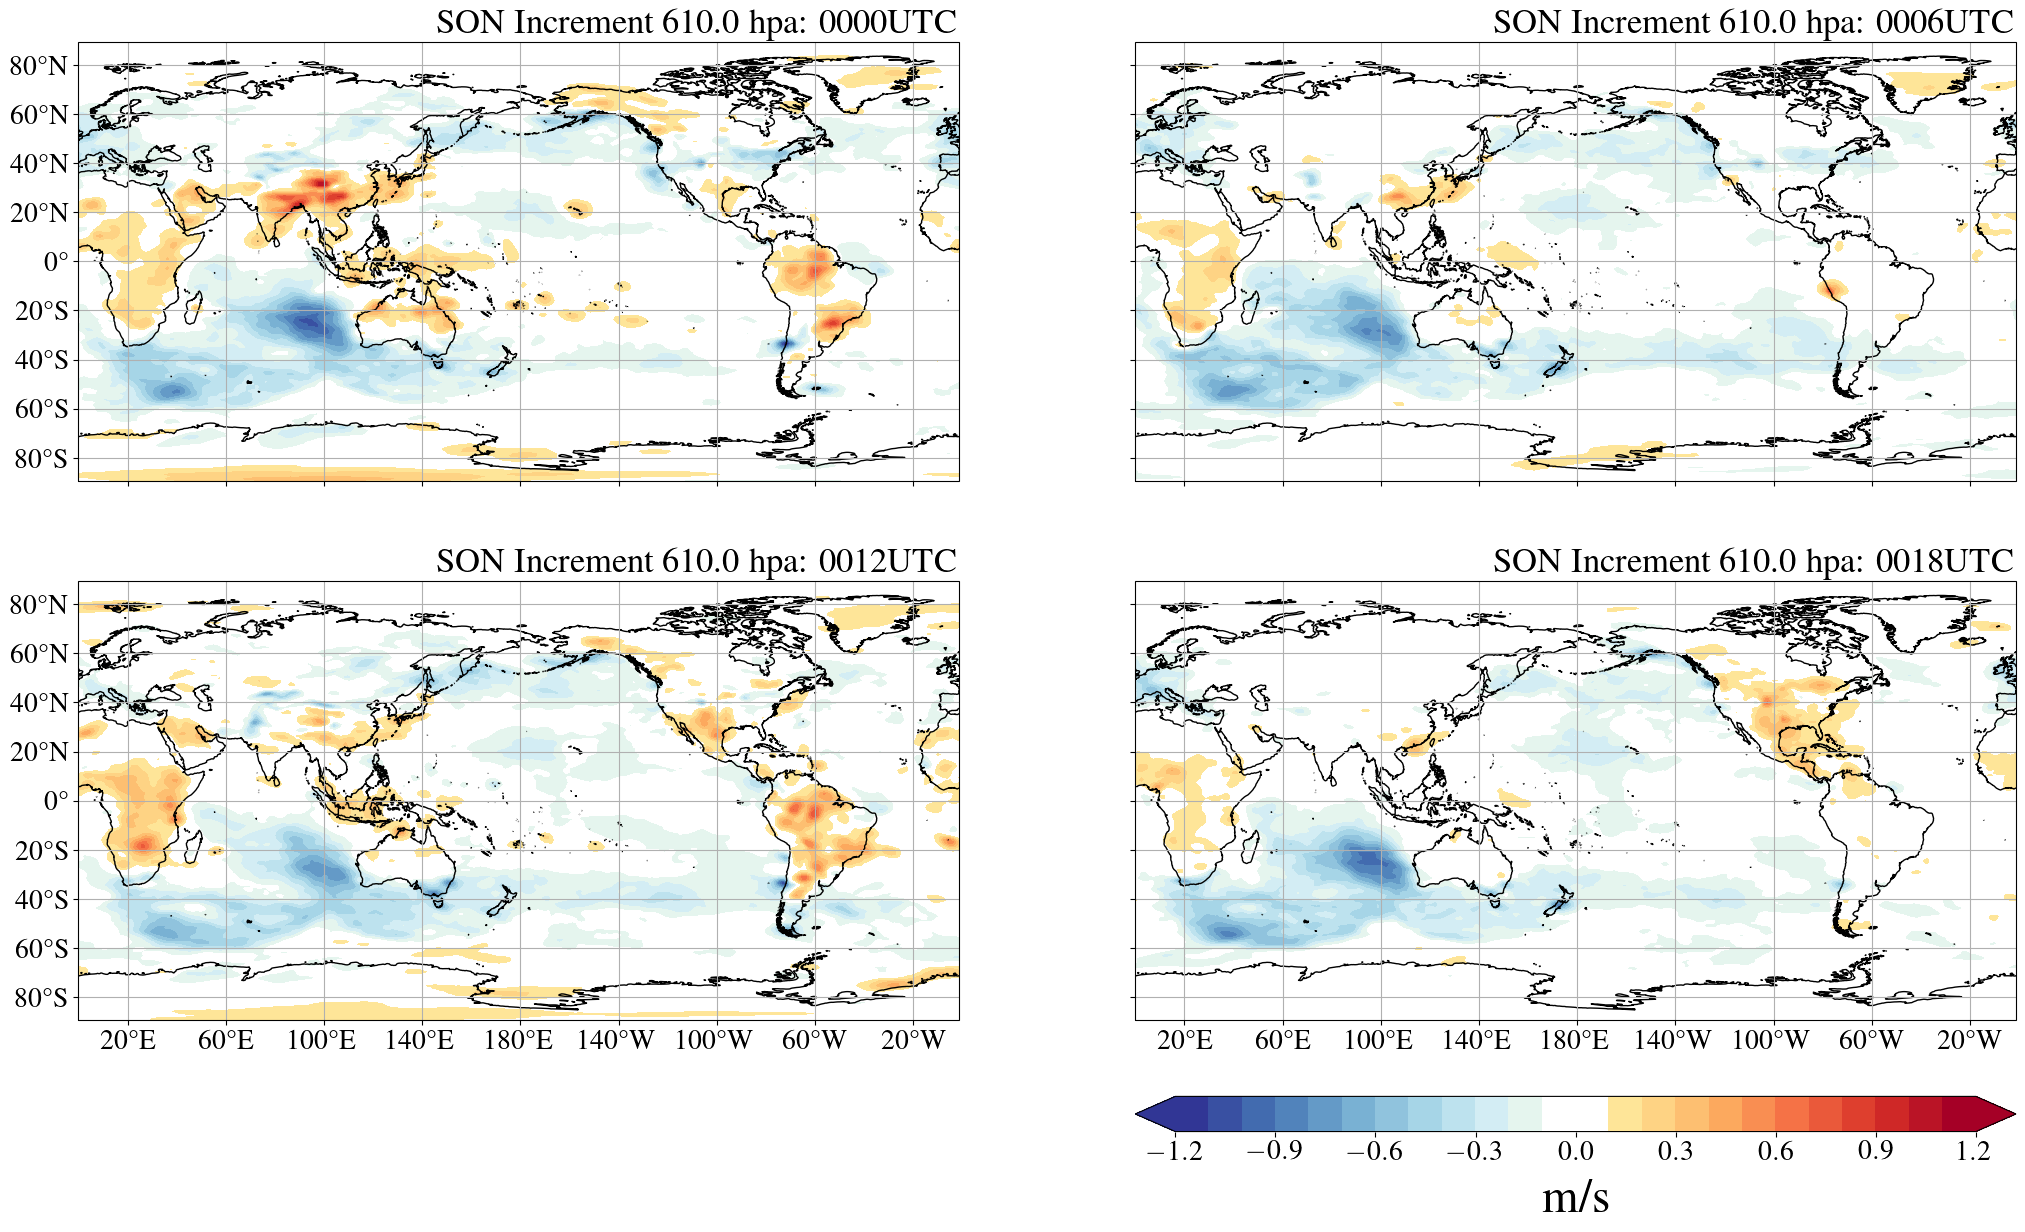 SON Increment 610.0 hpa: 0000UTC
SON Increment 610.0 hpa: 0006UTC
80°N
60°N
40°N
20°N
0°
20°S
40°S
60°S
80°S
SON Increment 610.0 hpa: 0012UTC
SON Increment 610.0 hpa: 0018UTC
80°N
60°N
40°N
20°N
0°
20°S
40°S
60°S
80°S
20°E 60°E 100°E 140°E 180°E 140°W 100°W 60°W 20°W
20°E 60°E 100°E 140°E 180°E 140°W 100°W 60°W 20°W
−1.2 −0.9 −0.6 −0.3 0.0 0.3 0.6 0.9 1.2
m/s